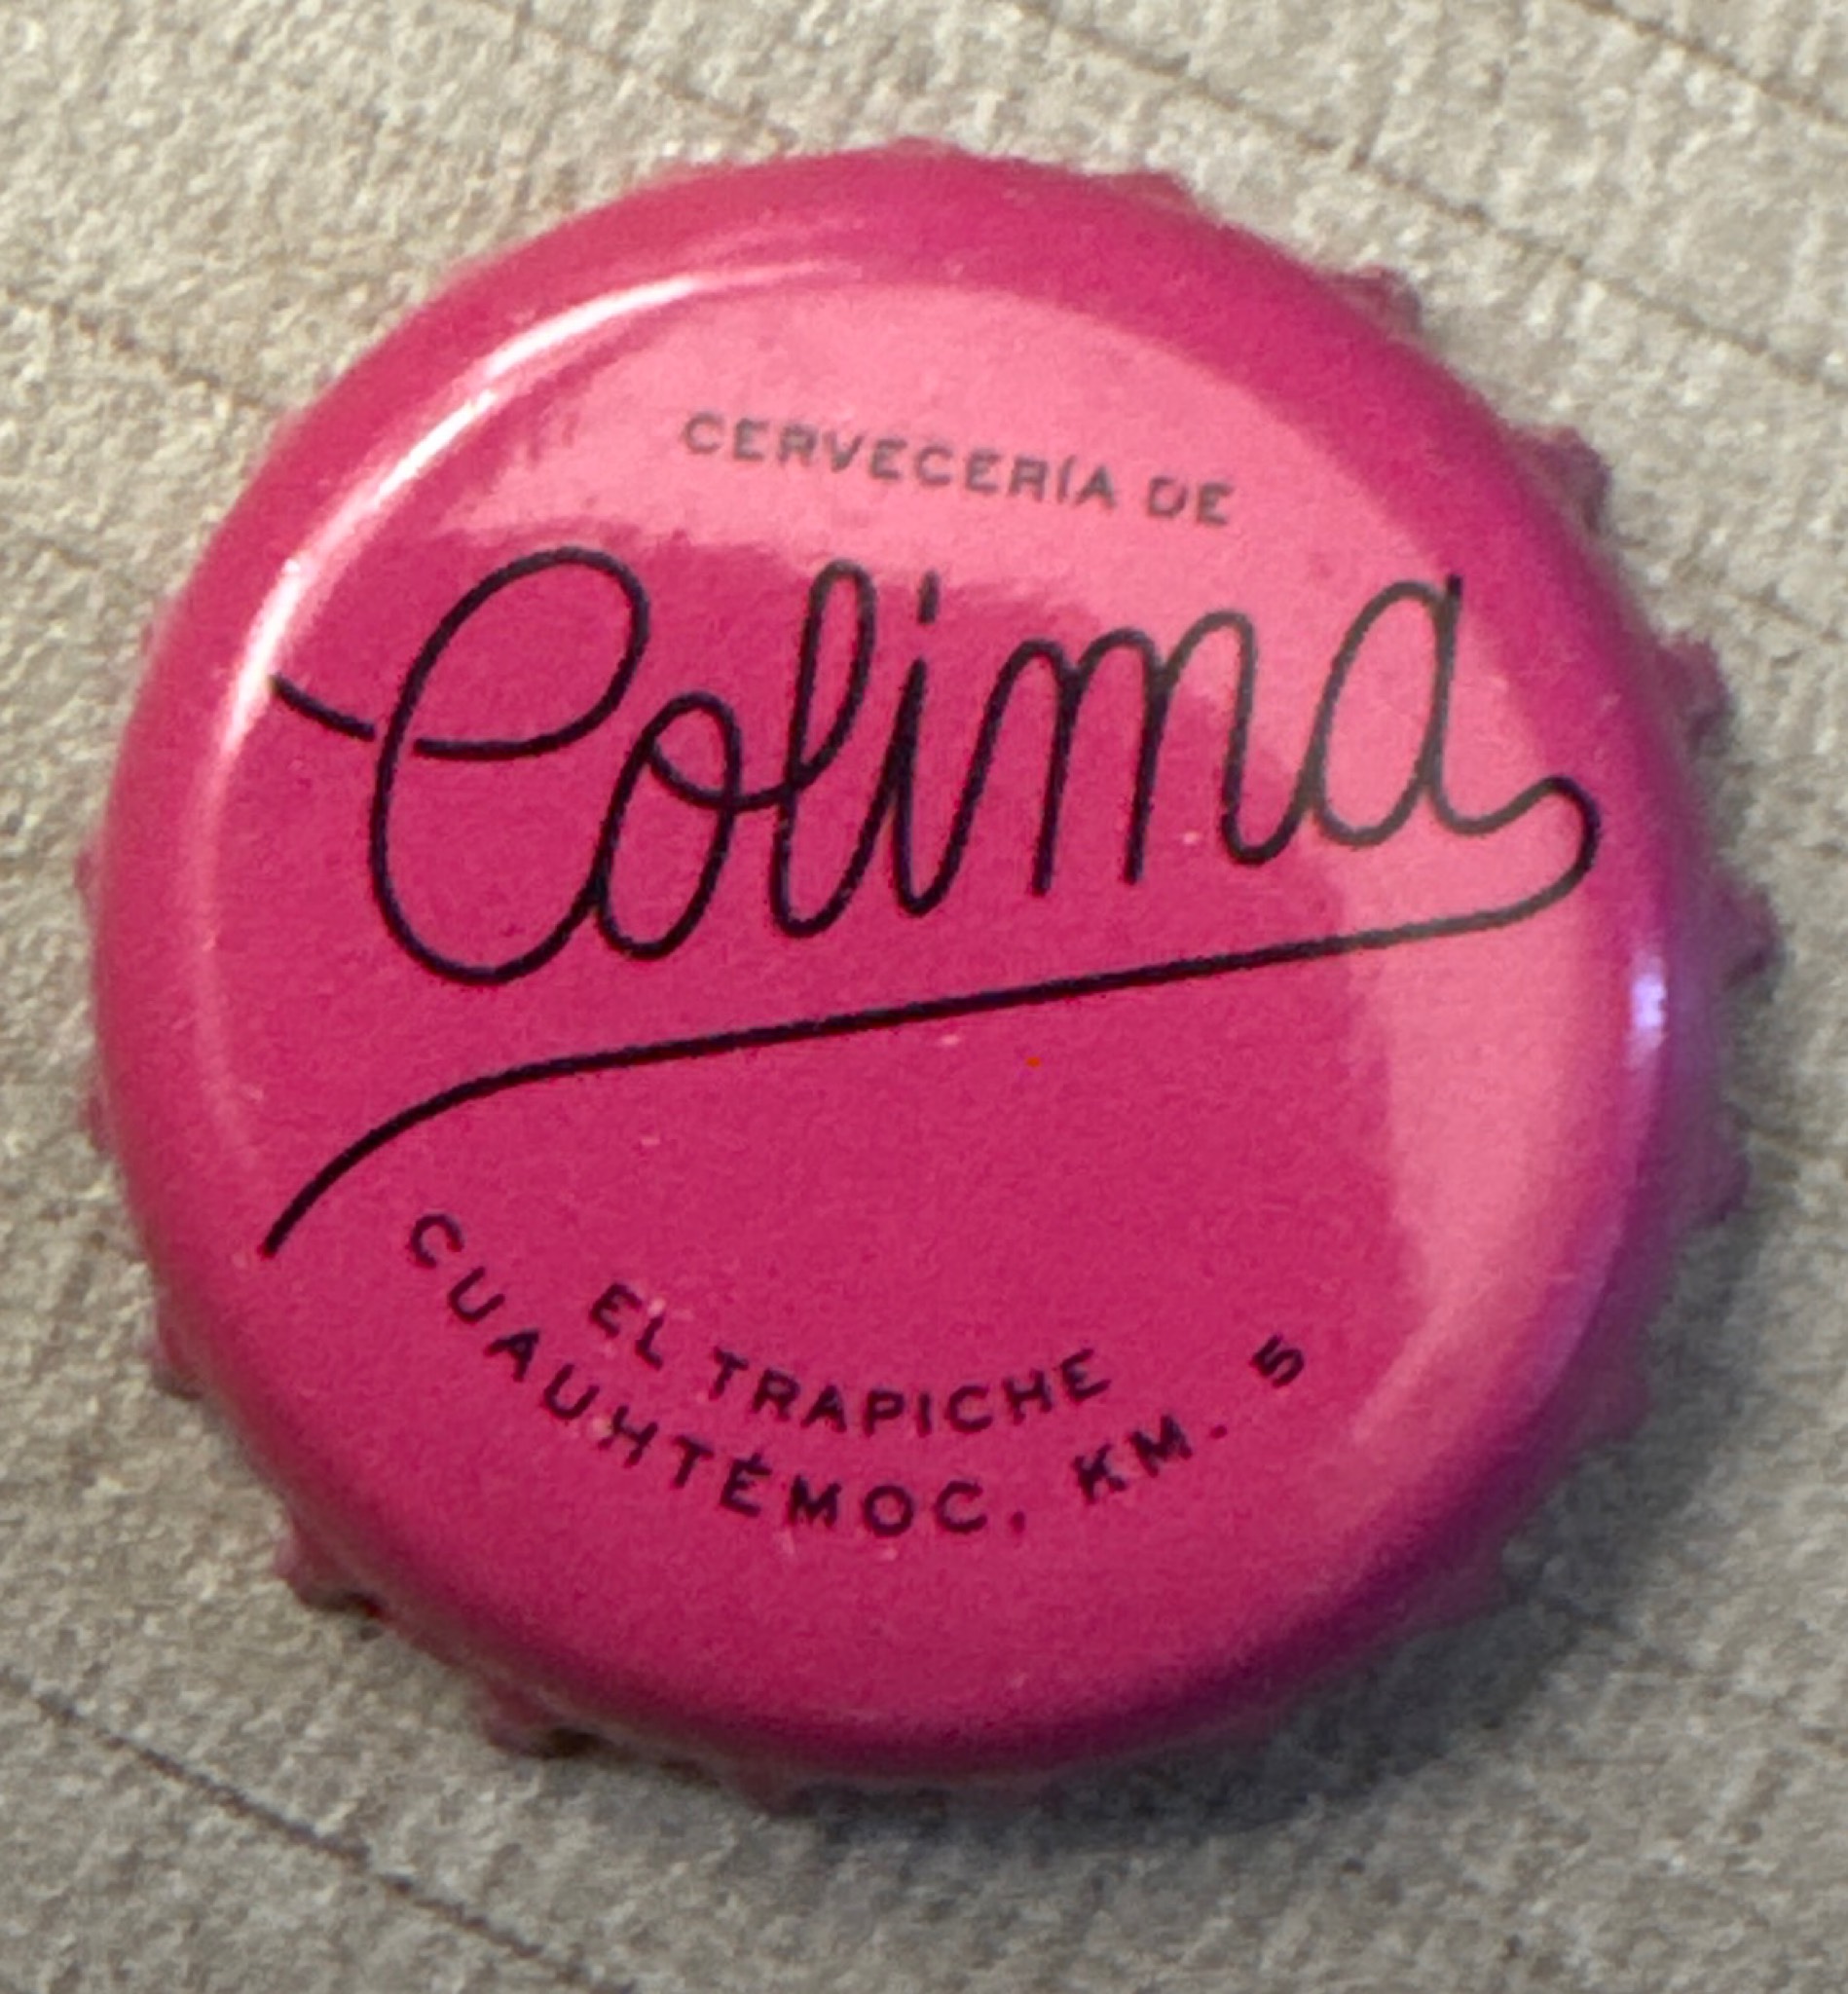 CERVECERÍA DE
Colima
EL TRAPICHE
CUAUHTÉMOC, KM. 5